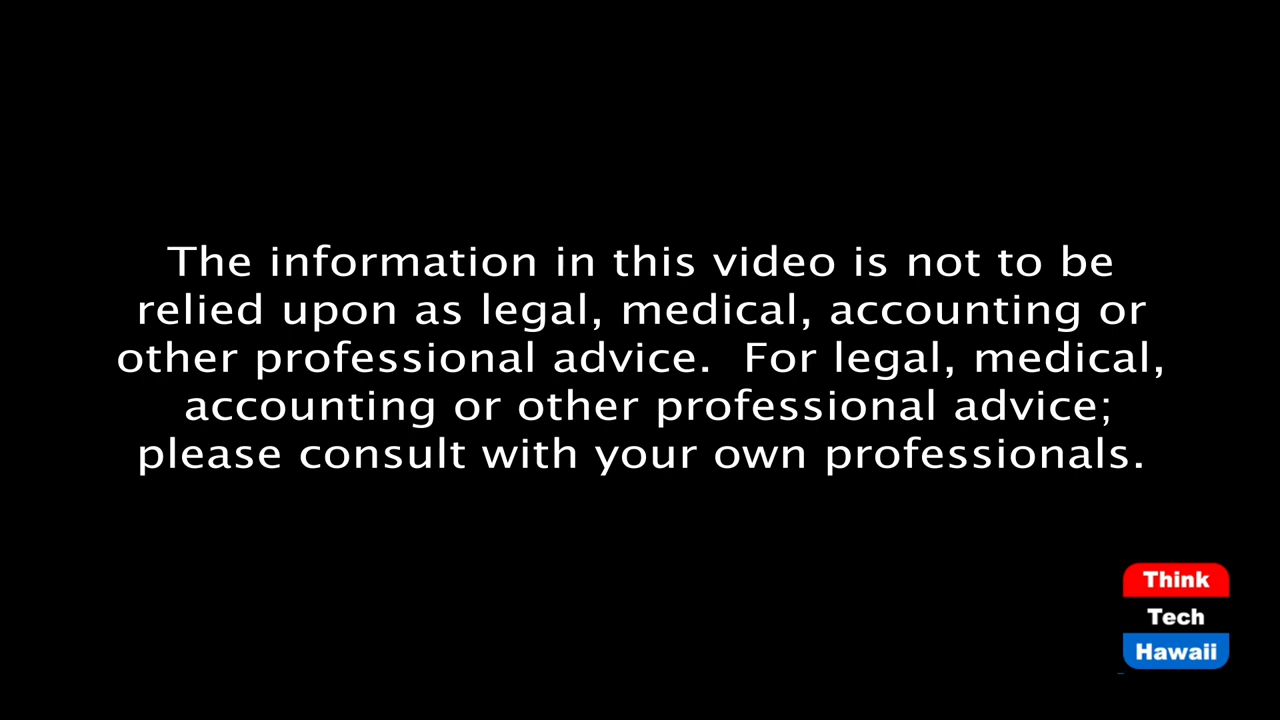 The information in this video is not to be
relied upon as legal, medical, accounting or
other professional advice.  For legal, medical,
accounting or other professional advice;
please consult with your own professionals.
Think
Tech
Hawaii